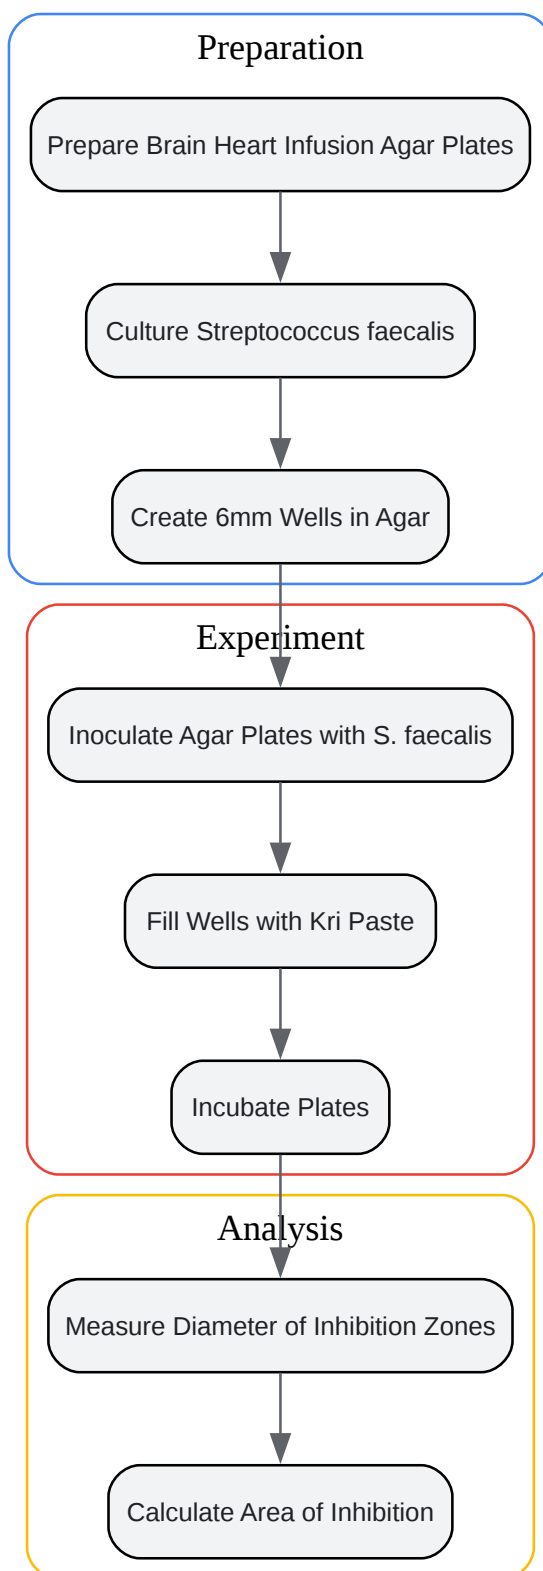 Preparation
Prepare Brain Heart Infusion Agar Plates
Culture Streptococcus faecalis
Create 6mm Wells in Agar
Experiment
Inoculate Agar Plates with S. faecalis
Fill Wells with Kri Paste
Incubate Plates
Analysis
Measure Diameter of Inhibition Zones
Calculate Area of Inhibition